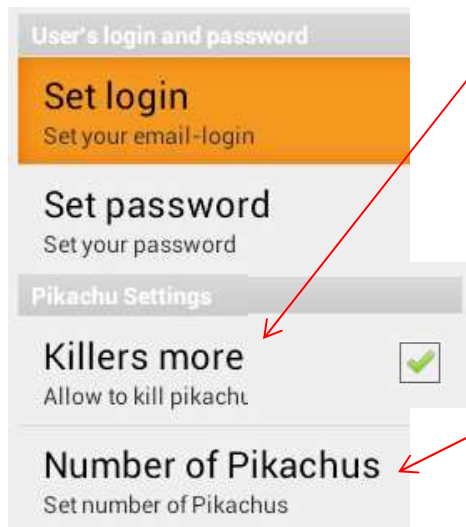 User's login and password
Set login
Set your email-login
Set password
Set your password
Pikachu Settings
Killers more
Allow to kill pikachu
Number of Pikachus
Set number of Pikachus